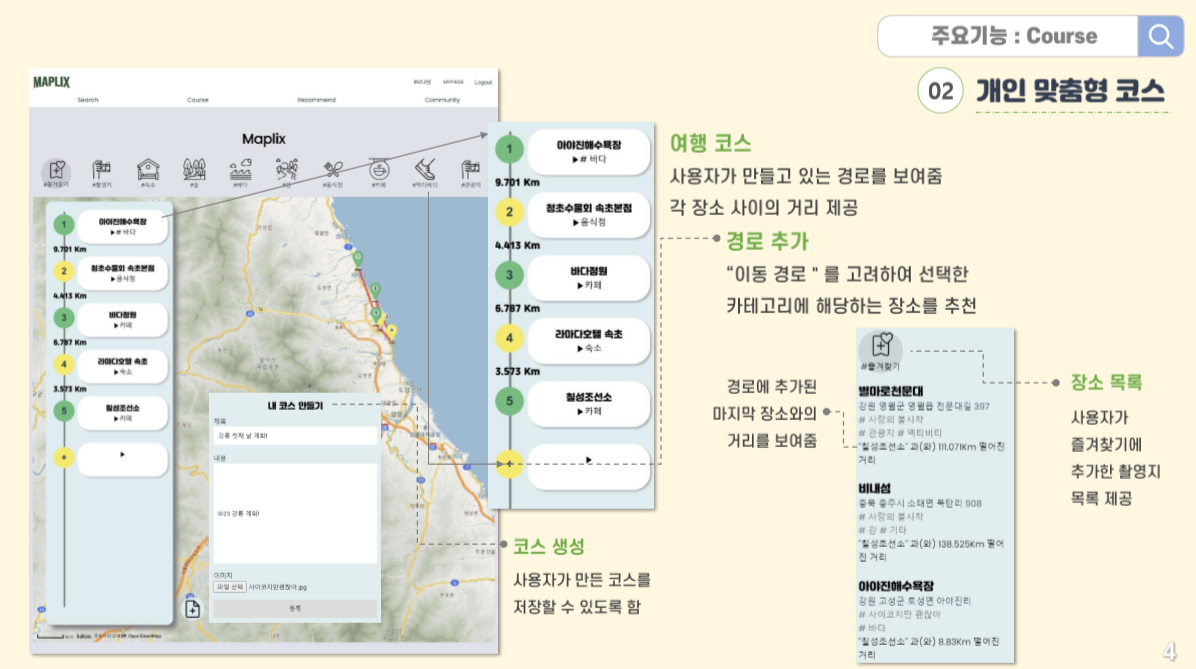 주요기능 : Course
02 개인 맞춤형 코스
MAPLIX
Logout
Search Course Recommend Community
Maplix
#즐겨찾기 #촬영지 #숙소 #숲 #바다 #강 #음식점 #카페 #액티비티 #관광지
1 아야진해수욕장
▶# 바다
9.701 Km
2 청초수물회 속초본점
▶음식점
4.413 Km
3 바다정원
▶카페
6.787 Km
4 라마다호텔 속초
▶숙소
3.573 Km
5 칠성조선소
▶카페
+ ▶
내 코스 만들기
제목
강릉 첫째 날 계획!
내용
9/23 강릉 계획!
이미지
파일 선택 사이코지만괜찮아.jpg
등록
1 아야진해수욕장
▶# 바다
9.701 Km
2 청초수물회 속초본점
▶음식점
4.413 Km
3 바다정원
▶카페
6.787 Km
4 라마다호텔 속초
▶숙소
3.573 Km
5 칠성조선소
▶카페
+ ▶
여행 코스
사용자가 만들고 있는 경로를 보여줌
각 장소 사이의 거리 제공
경로 추가
“이동 경로 " 를 고려하여 선택한
카테고리에 해당하는 장소를 추천
경로에 추가된
마지막 장소와의
거리를 보여줌
#즐겨찾기
별마로천문대
강원 영월군 영월읍 천문대길 397
# 사랑의 불시착
# 관광지 # 액티비티
"칠성조선소" 과(와) 111.071Km 떨어진
거리
비내섬
충북 충주시 소태면 복탄리 908
# 사랑의 불시착
# 강 # 기타
"칠성조선소" 과(와) 138.525Km 떨어
진 거리
아야진해수욕장
강원 고성군 토성면 아야진리
# 사이코지만 괜찮아
# 바다
"칠성조선소" 과(와) 8.83Km 떨어진
거리
장소 목록
사용자가
즐겨찾기에
추가한 촬영지
목록 제공
코스 생성
사용자가 만든 코스를
저장할 수 있도록 함
4